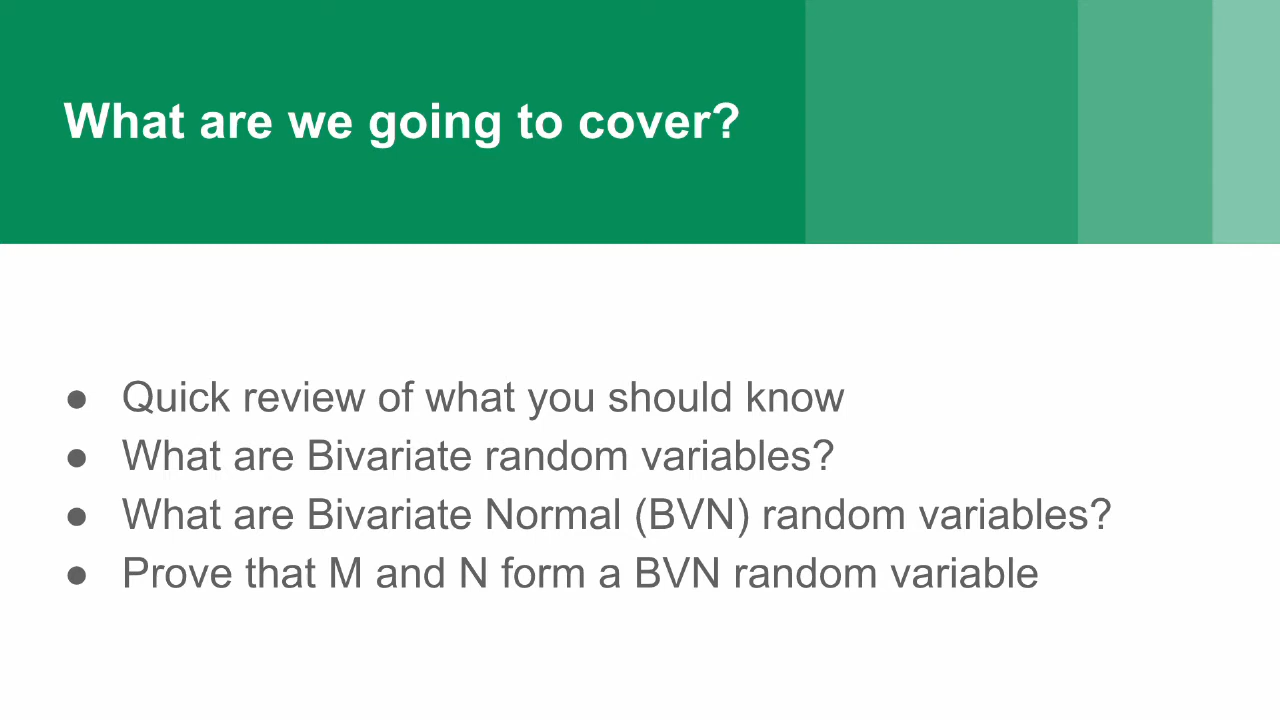 What are we going to cover?
● Quick review of what you should know
● What are Bivariate random variables?
● What are Bivariate Normal (BVN) random variables?
● Prove that M and N form a BVN random variable